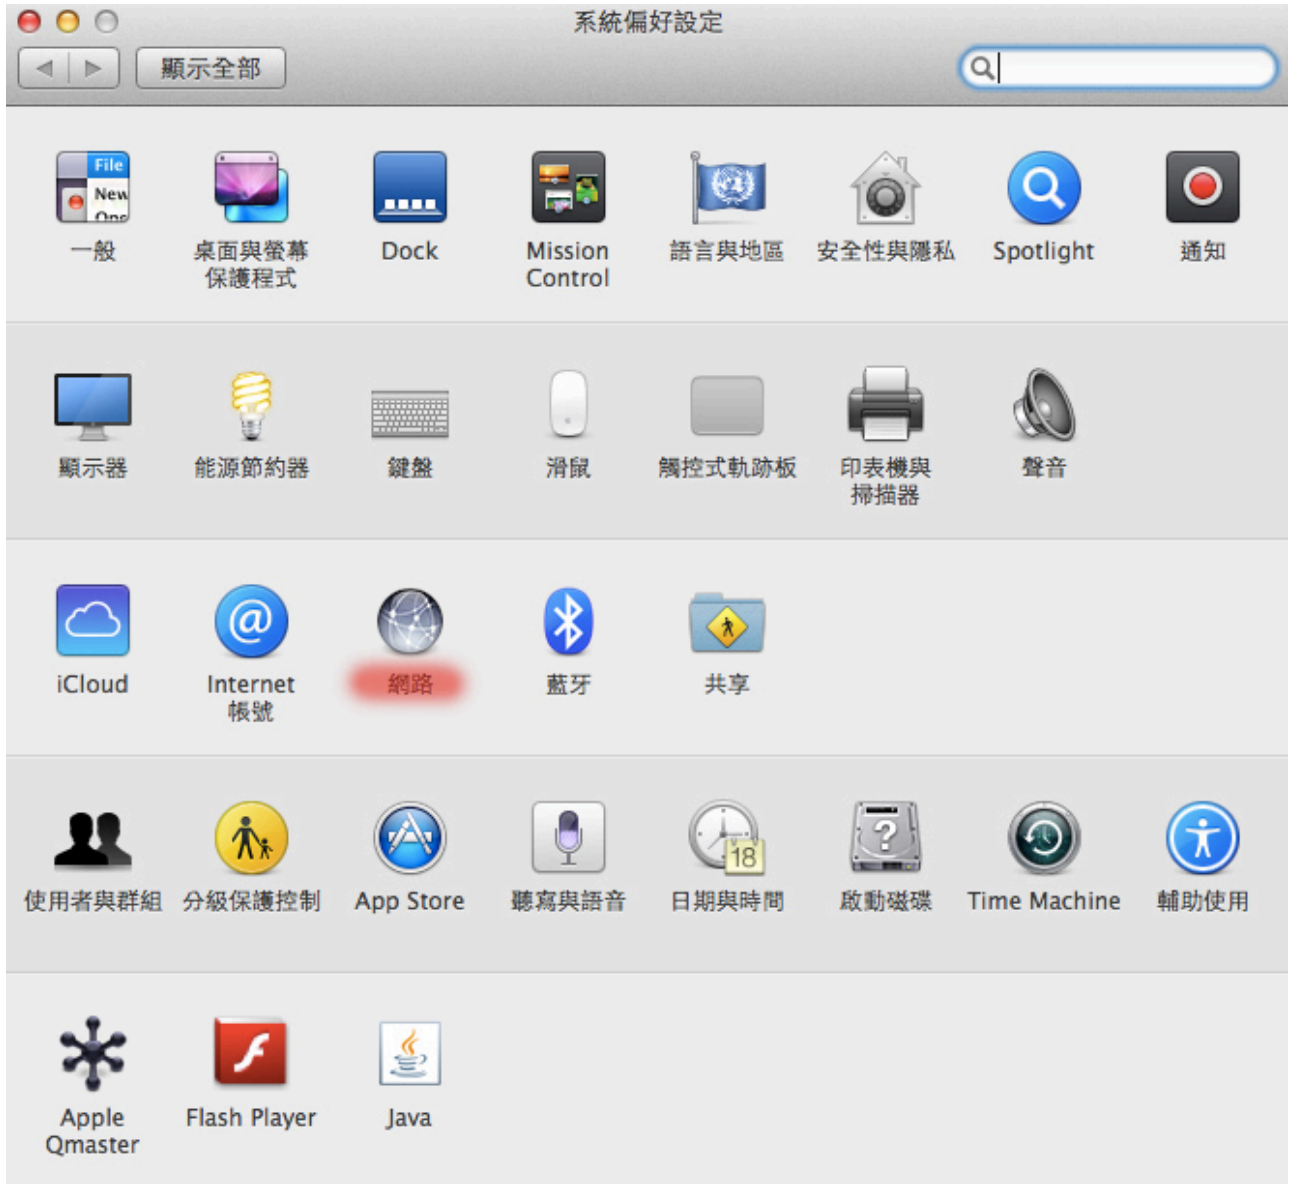 系統偏好設定
顯示全部
File
New
一般
桌面與螢幕
保護程式
Dock
Mission
Control
語言與地區
安全性與隱私
Spotlight
通知
顯示器
能源節約器
鍵盤
滑鼠
觸控式軌跡板
印表機與
掃描器
聲音
iCloud
Internet
帳號
網路
藍牙
共享
18
使用者與群組
分級保護控制
App Store
聽寫與語音
日期與時間
啟動磁碟
Time Machine
輔助使用
Apple
Qmaster
Flash Player
Java